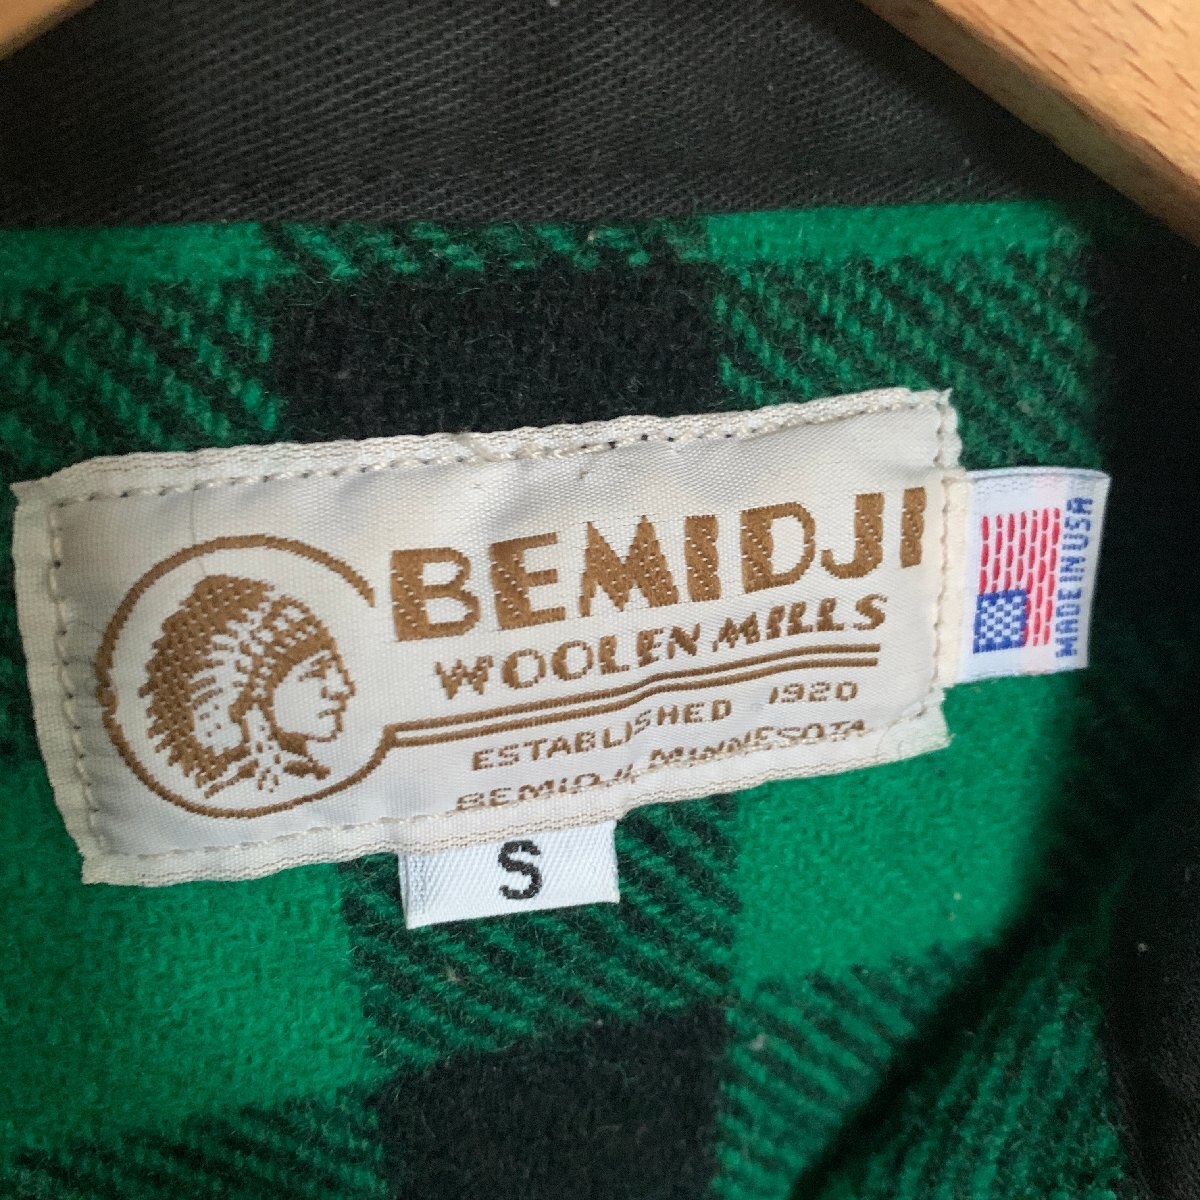 BEMIDJI
WOOLEN MILLS
ESTABLISHED 1920
BEMIDJI, MINNESOTA
S
MADE IN USA